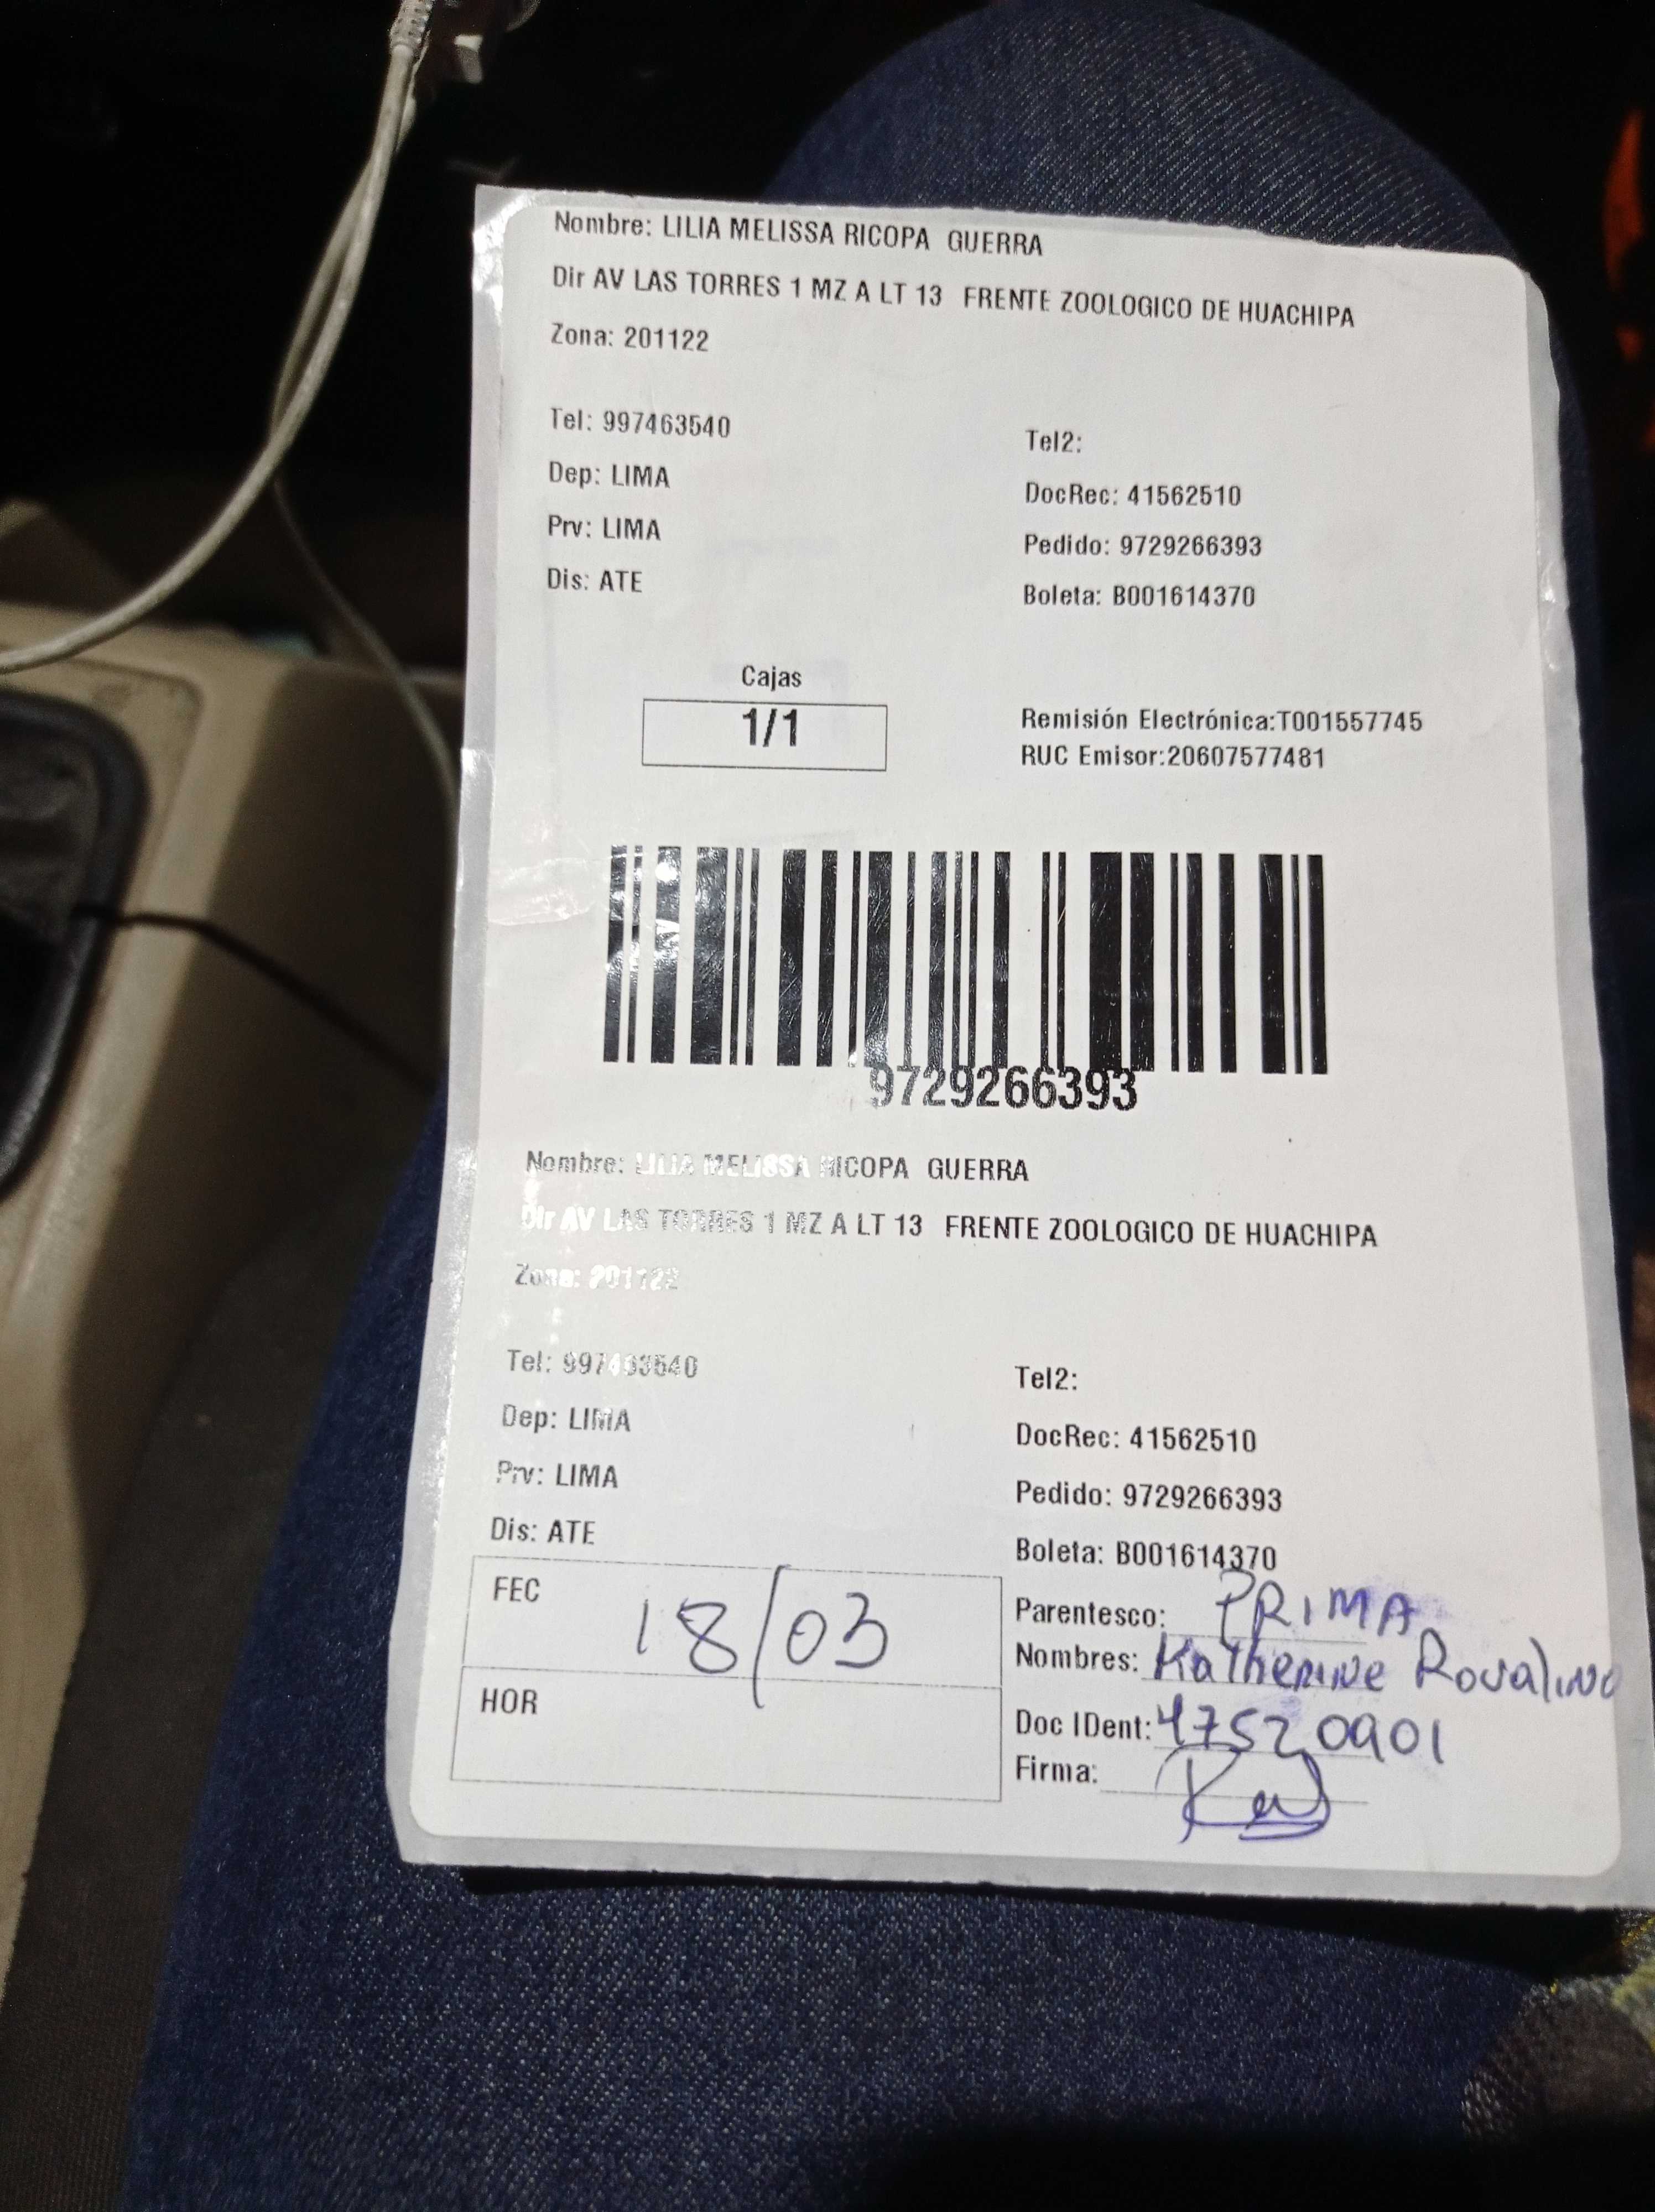 Nombre: LILIA MELISSA RICOPA GUERRA
Dir AV LAS TORRES 1 MZ A LT 13 FRENTE ZOOLOGICO DE HUACHIPA
Zona: 201122
Tel: 997463540
Tel2:
Dep: LIMA
DocRec: 41562510
Prv: LIMA
Pedido: 9729266393
Dis: ATE
Boleta: B001614370
Cajas
1/1
Remisión Electrónica:T001557745
RUC Emisor:20607577481
9729266393
Nombre: LILIA MELISSA RICOPA GUERRA
Dir AV LAS TORRES 1 MZ A LT 13 FRENTE ZOOLOGICO DE HUACHIPA
Zona: 201122
Tel: 997463540
Tel2:
Dep: LIMA
DocRec: 41562510
Prv: LIMA
Pedido: 9729266393
Dis: ATE
Boleta: B001614370
FEC 18/03
HOR
Parentesco: PRIMA
Nombres: Katherine Rovalino
Doc IDent: 47520901
Firma: